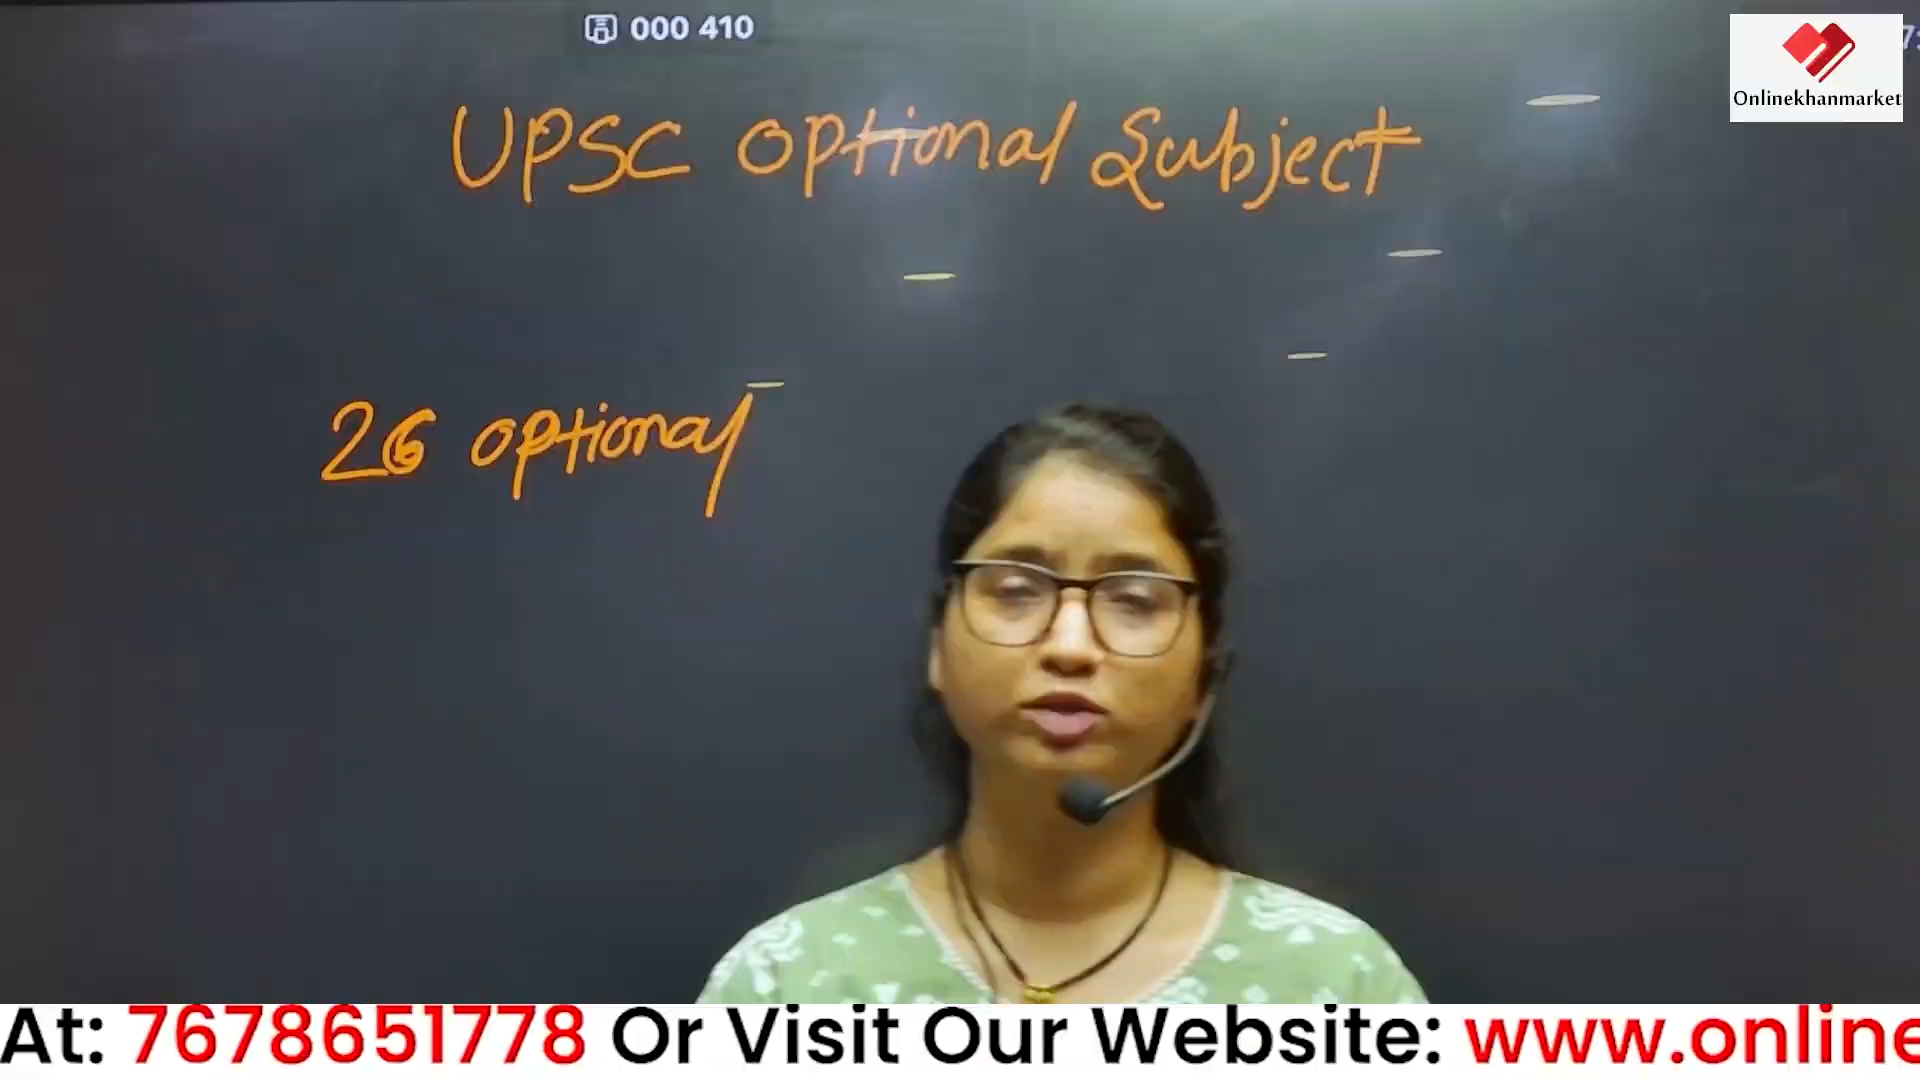 000 410
Onlinekhanmarket
UPSC Optional Subject
26 optional
At: 7678651778 Or Visit Our Website: www.online